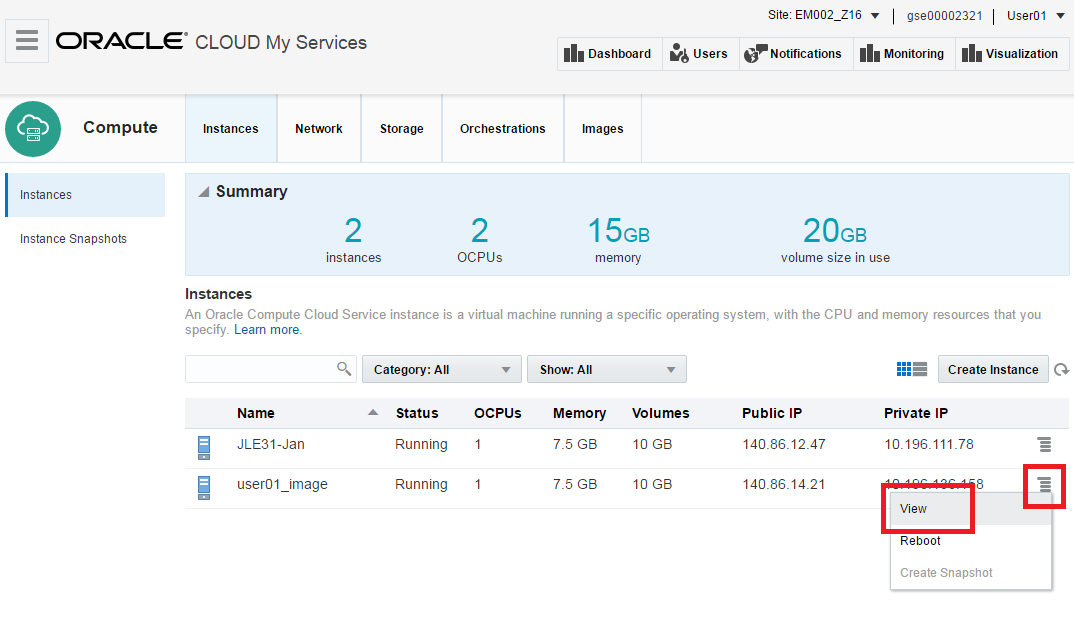 Site: EM002_Z16 gse00002321 User01
ORACLE CLOUD My Services
Dashboard Users Notifications Monitoring Visualization
Compute Instances Network Storage Orchestrations Images
Instances
Instance Snapshots
Summary
2 2 15GB 20GB
instances OCPUs memory volume size in use
Instances
An Oracle Compute Cloud Service instance is a virtual machine running a specific operating system, with the CPU and memory resources that you
specify. Learn more.
Category: All Show: All Create Instance
Name Status OCPUs Memory Volumes Public IP Private IP
JLE31-Jan Running 1 7.5 GB 10 GB 140.86.12.47 10.196.111.78
user01_image Running 1 7.5 GB 10 GB 140.86.14.21
View
Reboot
Create Snapshot